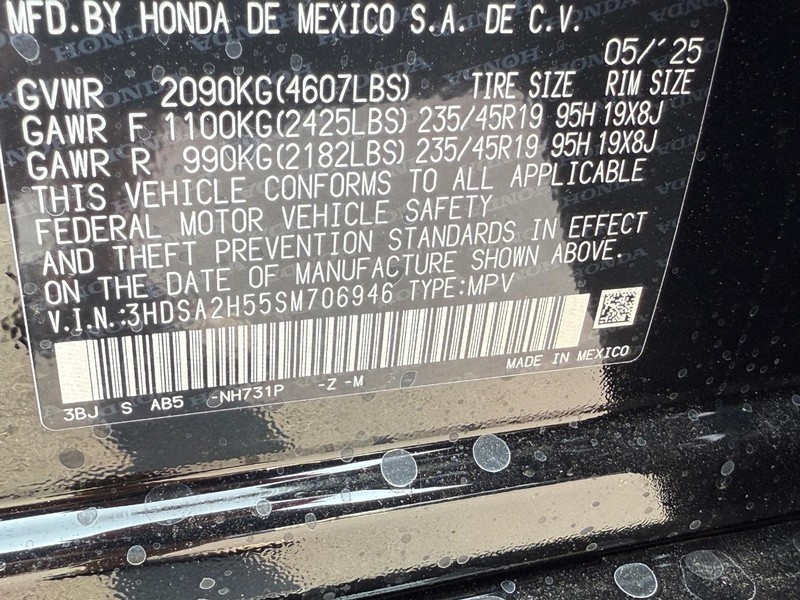 MFD.BY HONDA DE MEXICO S.A. DE C.V.
05/'25
GVWR 2090KG(4607LBS) TIRE SIZE RIM SIZE
GAWR F 1100KG(2425LBS) 235/45R19 95H 19X8J
GAWR R 990KG(2182LBS) 235/45R19 95H 19X8J
THIS VEHICLE CONFORMS TO ALL APPLICABLE
FEDERAL MOTOR VEHICLE SAFETY
AND THEFT PREVENTION STANDARDS IN EFFECT
ON THE DATE OF MANUFACTURE SHOWN ABOVE.
V.I.N.:3HDSA2H55SM706946 TYPE:MPV
MADE IN MEXICO
3BJ S AB5 -NH731P -Z -M